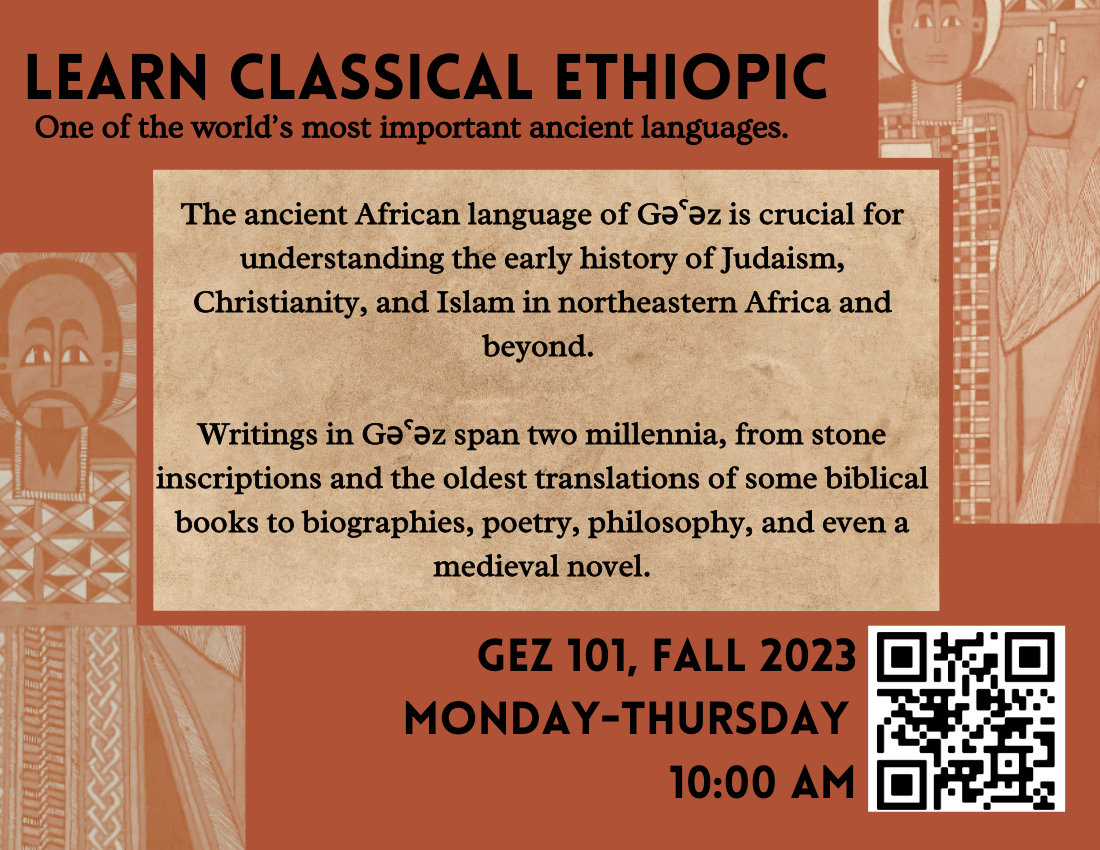 LEARN CLASSICAL ETHIOPIC
One of the world's most important ancient languages.
The ancient African language of Gəˤəz is crucial for
understanding the early history of Judaism,
Christianity, and Islam in northeastern Africa and
beyond.
Writings in Gəˤəz span two millennia, from stone
inscriptions and the oldest translations of some biblical
books to biographies, poetry, philosophy, and even a
medieval novel.
GEZ 101, FALL 2023
MONDAY-THURSDAY
10:00 AM